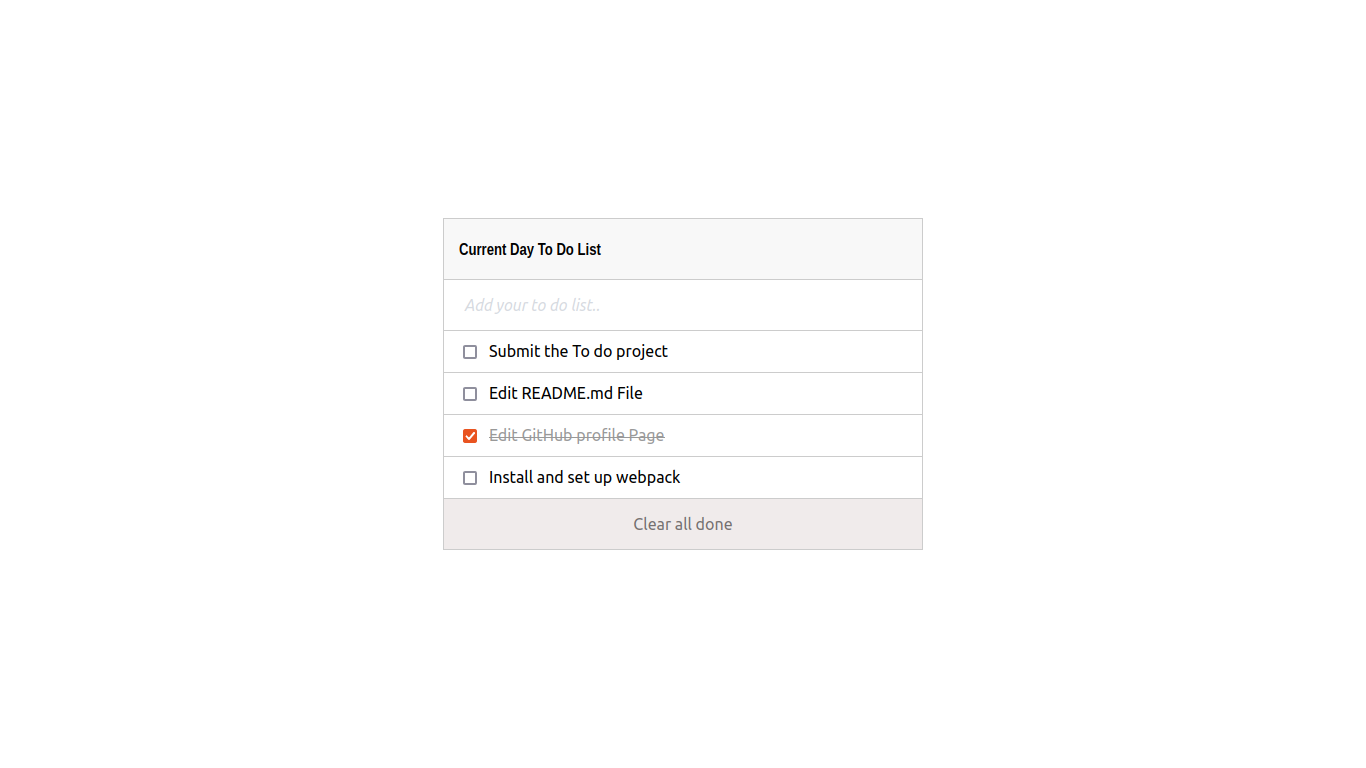 Current Day To Do List
Add your to do list..
Submit the To do project
Edit README.md File
Edit GitHub profile Page
Install and set up webpack
Clear all done